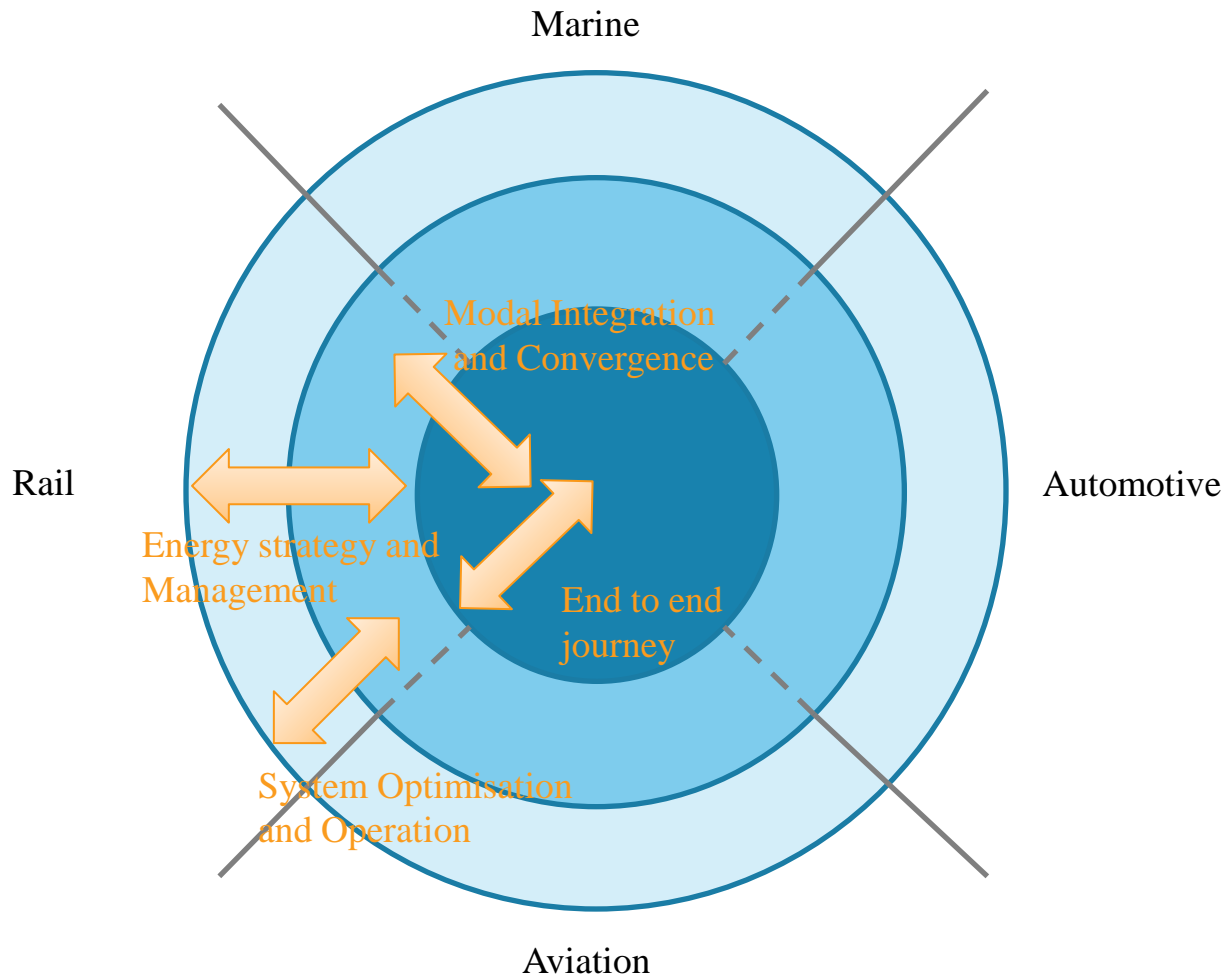 Marine
Modal Integration
and Convergence
Rail
Automotive
Energy strategy and
Management
End to end
journey
System Optimisation
and Operation
Aviation